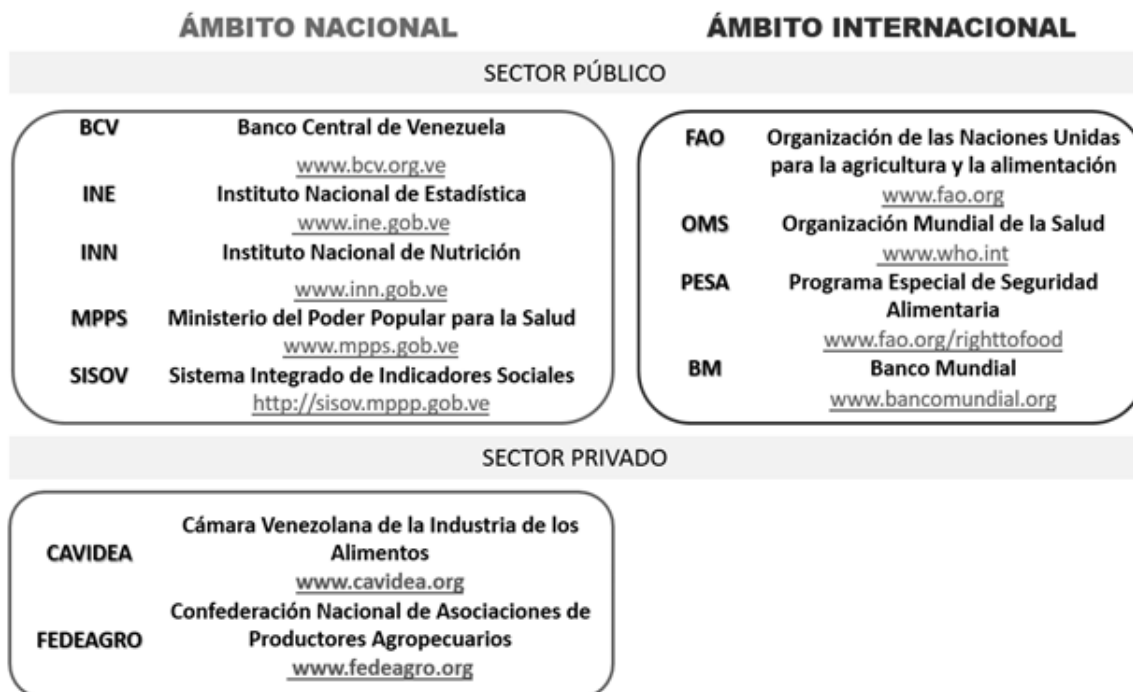 ÁMBITO NACIONAL
ÁMBITO INTERNACIONAL
SECTOR PÚBLICO
BCV Banco Central de Venezuela
www.bcv.org.ve
INE Instituto Nacional de Estadística
www.ine.gob.ve
INN Instituto Nacional de Nutrición
www.inn.gob.ve
MPPS Ministerio del Poder Popular para la Salud
www.mpps.gob.ve
SISOV Sistema Integrado de Indicadores Sociales
http://sisov.mppp.gob.ve
FAO Organización de las Naciones Unidas
para la agricultura y la alimentación
www.fao.org
OMS Organización Mundial de la Salud
www.who.int
PESA Programa Especial de Seguridad
Alimentaria
www.fao.org/righttofood
BM Banco Mundial
www.bancomundial.org
SECTOR PRIVADO
Cámara Venezolana de la Industria de los
CAVIDEA Alimentos
www.cavidea.org
Confederación Nacional de Asociaciones de
FEDEAGRO Productores Agropecuarios
www.fedeagro.org